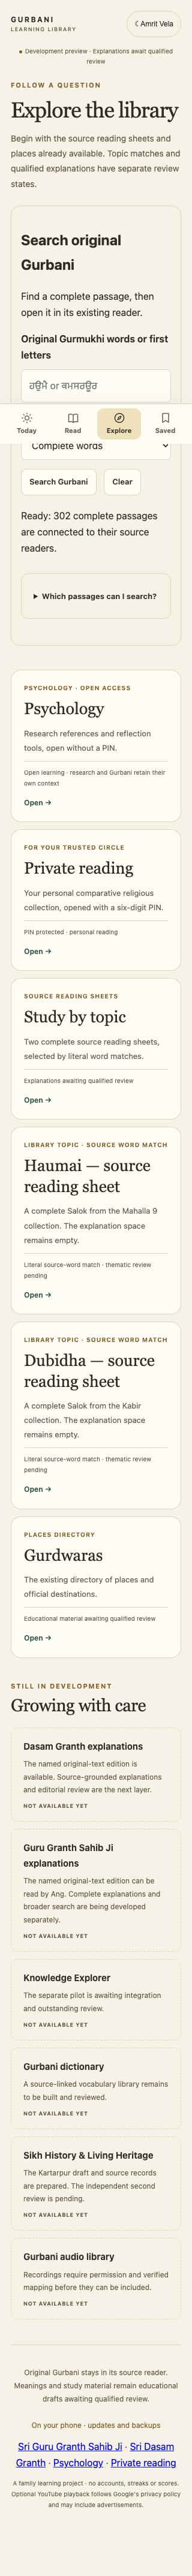 GURBANI
LEARNING LIBRARY
☾ Amrit Vela
● Development preview · Explanations await qualified
review
FOLLOW A QUESTION
Explore the library
Begin with the source reading sheets and
places already available. Topic matches and
qualified explanations have separate review
states.
Search original
Gurbani
Find a complete passage, then
open it in its existing reader.
Original Gurmukhi words or first
letters
ਹਉਮੈ or ਕਮਸਰਉਰ
Today
Read
Explore
Saved
Complete words
Search Gurbani
Clear
Ready: 302 complete passages
are connected to their source
readers.
▶ Which passages can I search?
PSYCHOLOGY · OPEN ACCESS
Psychology
Research references and reflection
tools, open without a PIN.
Open learning · research and Gurbani retain their
own context
Open →
FOR YOUR TRUSTED CIRCLE
Private reading
Your personal comparative religious
collection, opened with a six-digit PIN.
PIN protected · personal reading
Open →
SOURCE READING SHEETS
Study by topic
Two complete source reading sheets,
selected by literal word matches.
Explanations awaiting qualified review
Open →
LIBRARY TOPIC · SOURCE WORD MATCH
Haumai — source
reading sheet
A complete Salok from the Mahalla 9
collection. The explanation space
remains empty.
Literal source-word match · thematic review
pending
Open →
LIBRARY TOPIC · SOURCE WORD MATCH
Dubidha — source
reading sheet
A complete Salok from the Kabir
collection. The explanation space
remains empty.
Literal source-word match · thematic review
pending
Open →
PLACES DIRECTORY
Gurdwaras
The existing directory of places and
official destinations.
Educational material awaiting qualified review
Open →
STILL IN DEVELOPMENT
Growing with care
Dasam Granth explanations
The named original-text edition is
available. Source-grounded explanations
and editorial review are the next layer.
NOT AVAILABLE YET
Guru Granth Sahib Ji
explanations
The named original-text edition can be
read by Ang. Complete explanations and
broader search are being developed
separately.
NOT AVAILABLE YET
Knowledge Explorer
The separate pilot is awaiting integration
and outstanding review.
NOT AVAILABLE YET
Gurbani dictionary
A source-linked vocabulary library remains
to be built and reviewed.
NOT AVAILABLE YET
Sikh History & Living Heritage
The Kartarpur draft and source records
are prepared. The independent second
review is pending.
NOT AVAILABLE YET
Gurbani audio library
Recordings require permission and verified
mapping before they can be included.
NOT AVAILABLE YET
Original Gurbani stays in its source reader.
Meanings and study material remain educational
drafts awaiting qualified review.
On your phone · updates and backups
Sri Guru Granth Sahib Ji · Sri Dasam
Granth · Psychology · Private reading
A family learning project · no accounts, streaks or scores.
Optional YouTube playback follows Google's privacy policy
and may include advertisements.